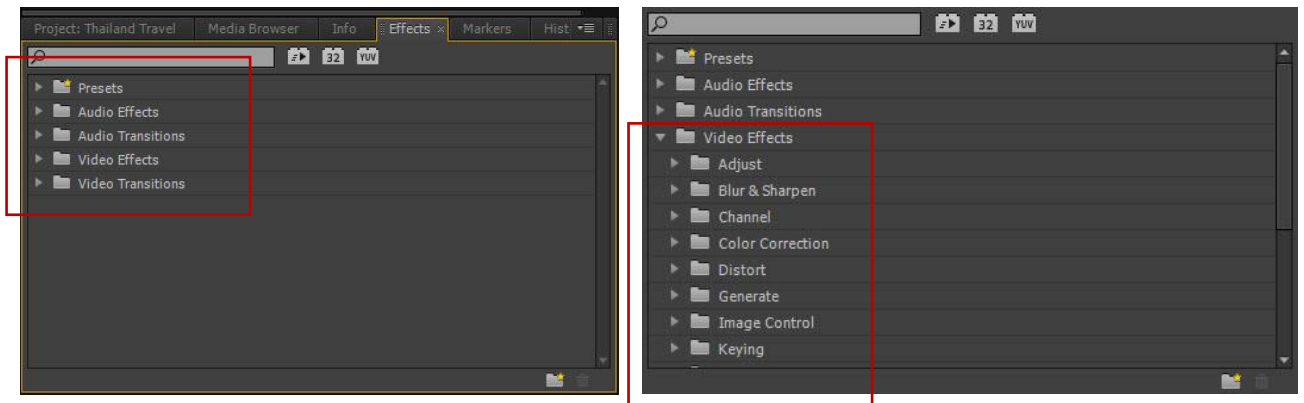 Project: Thailand Travel Media Browser Info Effects × Markers Hist
32 YUV
Presets
Audio Effects
Audio Transitions
Video Effects
Video Transitions
32 YUV
Presets
Audio Effects
Audio Transitions
Video Effects
Adjust
Blur & Sharpen
Channel
Color Correction
Distort
Generate
Image Control
Keying